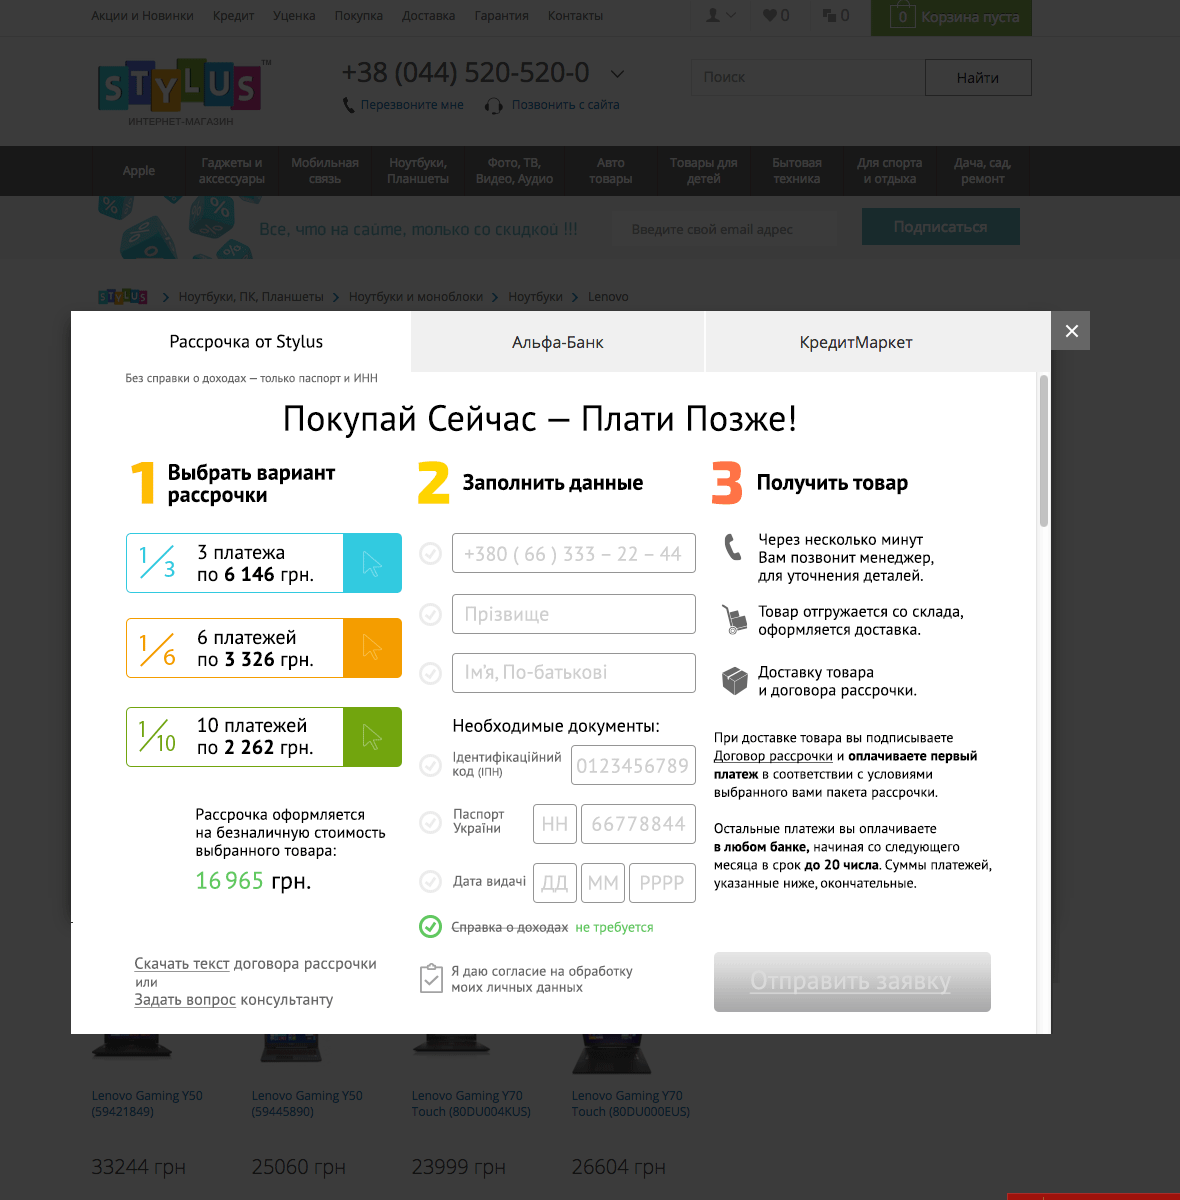 Акции и Новинки Кредит Уценка Покупка Доставка Гарантия Контакты 0 0 0 Корзина пуста
STYLUS™
ИНТЕРНЕТ-МАГАЗИН
+38 (044) 520-520-0
Перезвоните мне Позвонить с сайта
Поиск Найти
Apple
Гаджеты и
аксессуары
Мобильная
связь
Ноутбуки,
Планшеты
Фото, ТВ,
Видео, Аудио
Авто
товары
Товары для
детей
Бытовая
техника
Для спорта
и отдыха
Дача, сад,
ремонт
% %
Все, что на сайте, только со скидкой !!! Введите свой email адрес Подписаться
STYLUS Ноутбуки, ПК, Планшеты Ноутбуки и моноблоки Ноутбуки Lenovo
Рассрочка от Stylus Альфа-Банк КредитМаркет ×
Без справки о доходах — только паспорт и ИНН
Покупай Сейчас — Плати Позже!
1 Выбрать вариант
рассрочки
1/3 3 платежа
по 6 146 грн.
1/6 6 платежей
по 3 326 грн.
1/10 10 платежей
по 2 262 грн.
Рассрочка оформляется
на безналичную стоимость
выбранного товара:
16 965 грн.
Скачать текст договора рассрочки
или
Задать вопрос консультанту
2 Заполнить данные
+380 ( 66 ) 333 – 22 – 44
Прізвище
Ім'я, По-батькові
Необходимые документы:
Ідентифікаційний
код (ІПН)
0123456789
Паспорт
України
НН 66778844
Дата видачі ДД ММ РРРР
Справка о доходах не требуется
Я даю согласие на обработку
моих личных данных
3 Получить товар
Через несколько минут
Вам позвонит менеджер,
для уточнения деталей.
Товар отгружается со склада,
оформляется доставка.
Доставку товара
и договора рассрочки.
При доставке товара вы подписываете
Договор рассрочки и оплачиваете первый
платеж в соответствии с условиями
выбранного вами пакета рассрочки.
Остальные платежи вы оплачиваете
в любом банке, начиная со следующего
месяца в срок до 20 числа. Суммы платежей,
указанные ниже, окончательные.
Отправить заявку
Lenovo Gaming Y50
(59421849)
33244 грн
Lenovo Gaming Y50
(59445890)
25060 грн
Lenovo Gaming Y70
Touch (80DU004KUS)
23999 грн
Lenovo Gaming Y70
Touch (80DU000EUS)
26604 грн